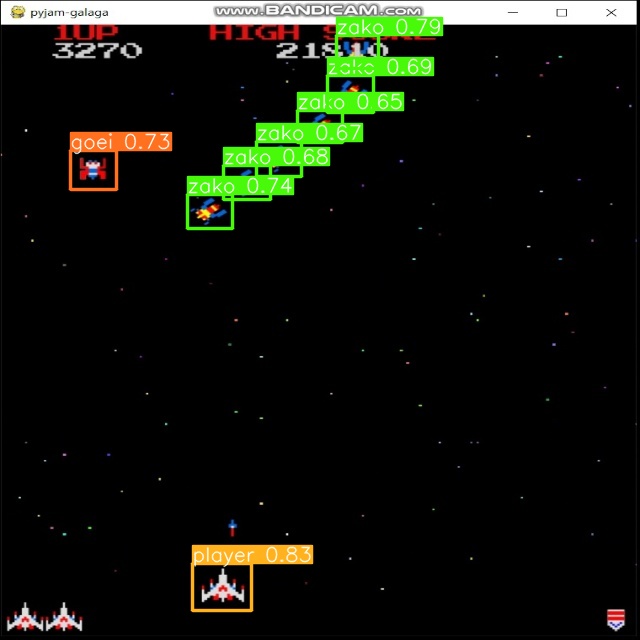 pyjam-galaga
www.BANDICAM.com
zako 0.79
1UP HIGH
3270 21810
zako 0.69
zako 0.65
zako 0.67
goei 0.73
zako 0.68
zako 0.74
player 0.83